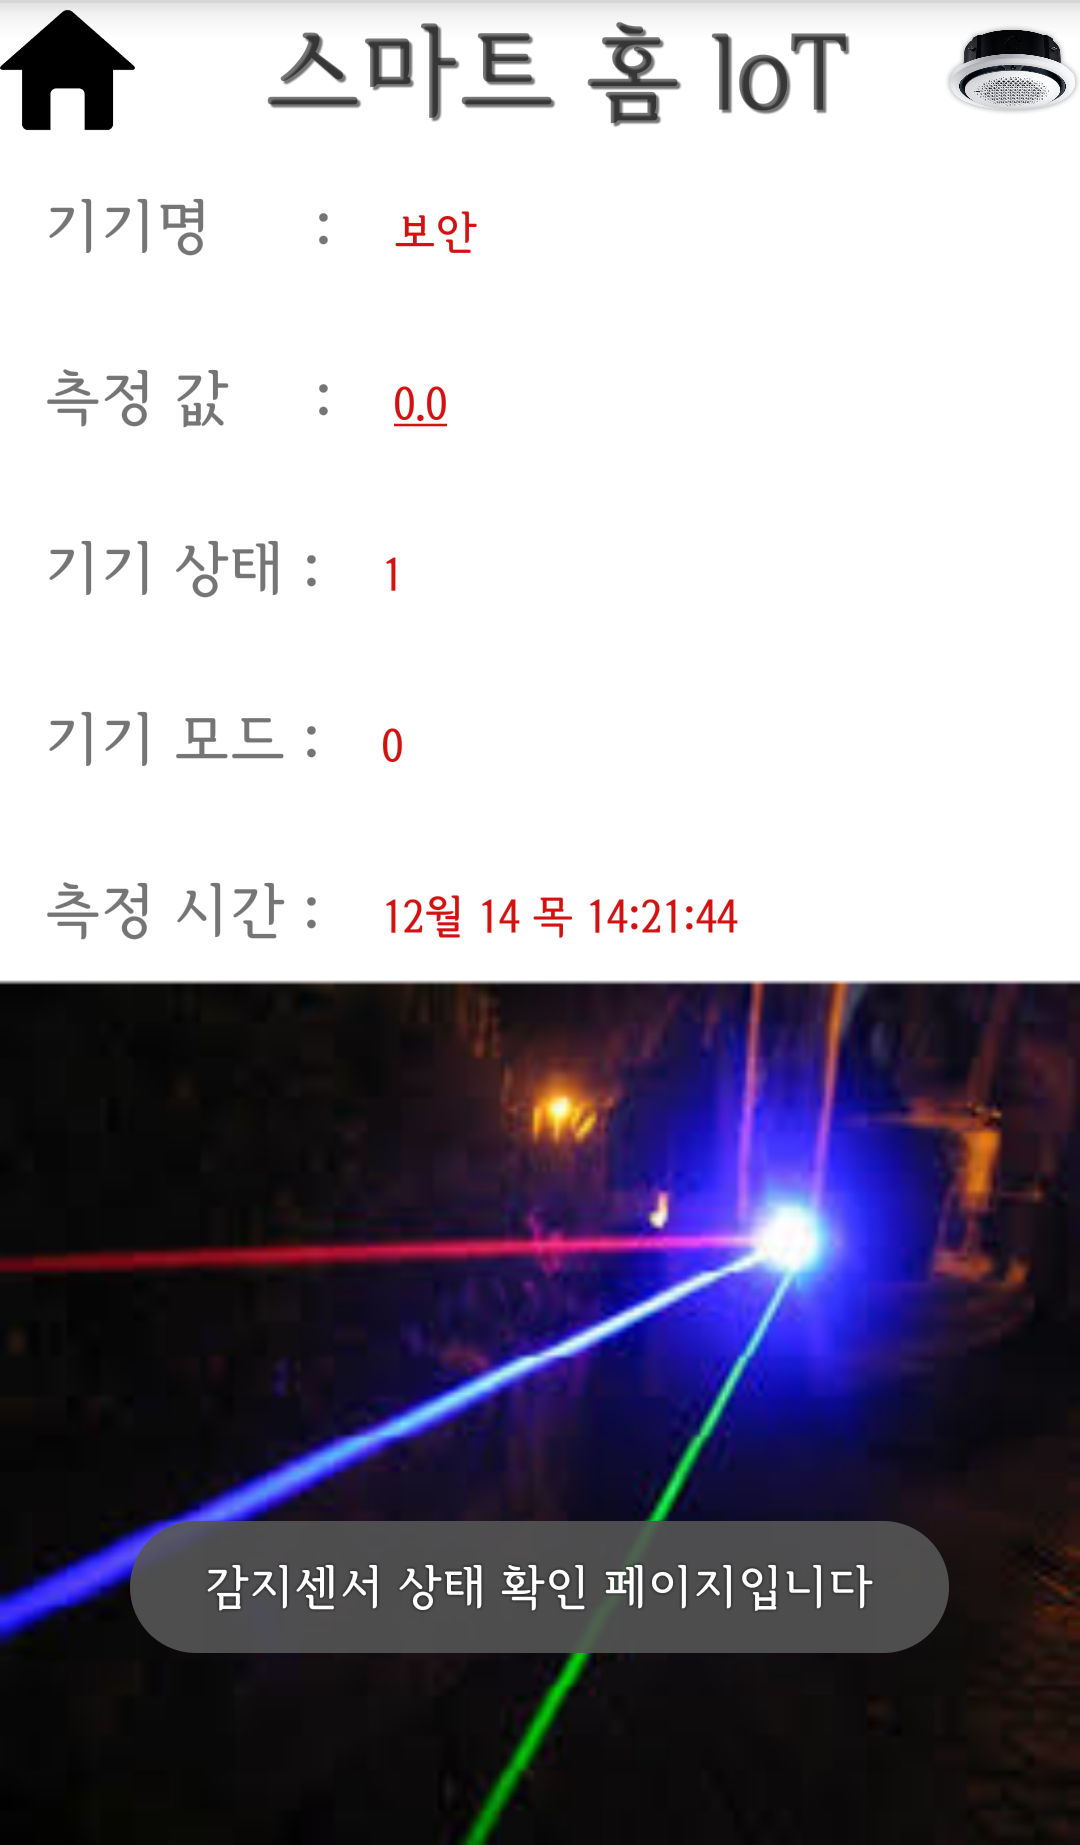 스마트 홈 IoT
기기명 : 보안
측정 값 : 0.0
기기 상태 : 1
기기 모드 : 0
측정 시간 : 12월 14 목 14:21:44
감지센서 상태 확인 페이지입니다